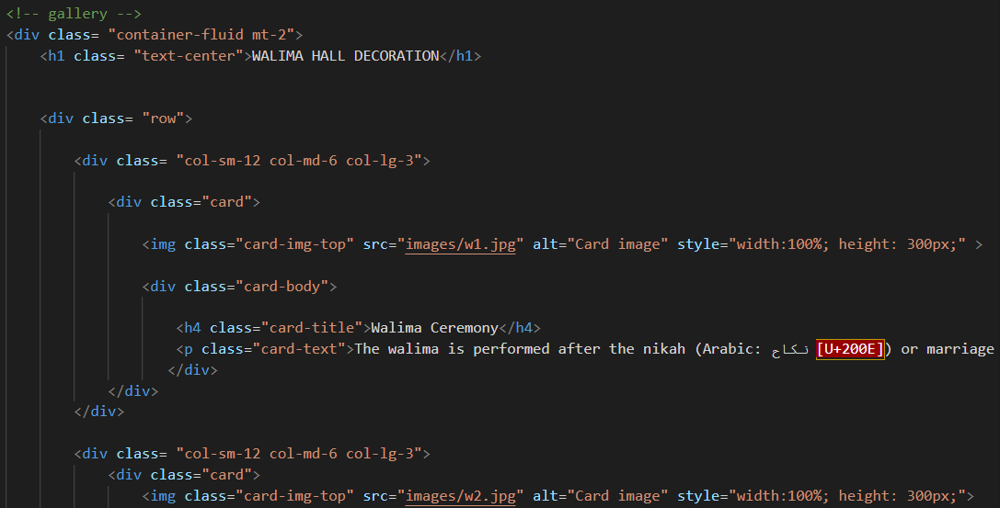 <!-- gallery -->
<div class= "container-fluid mt-2">
<h1 class= "text-center">WALIMA HALL DECORATION</h1>
<div class= "row">
<div class= "col-sm-12 col-md-6 col-lg-3">
<div class="card">
<img class="card-img-top" src="images/w1.jpg" alt="Card image" style="width:100%; height: 300px;" >
<div class="card-body">
<h4 class="card-title">Walima Ceremony</h4>
<p class="card-text">The walima is performed after the nikah (Arabic: نكاح [U+200E]) or marriage
</div>
</div>
</div>
<div class= "col-sm-12 col-md-6 col-lg-3">
<div class="card">
<img class="card-img-top" src="images/w2.jpg" alt="Card image" style="width:100%; height: 300px;">